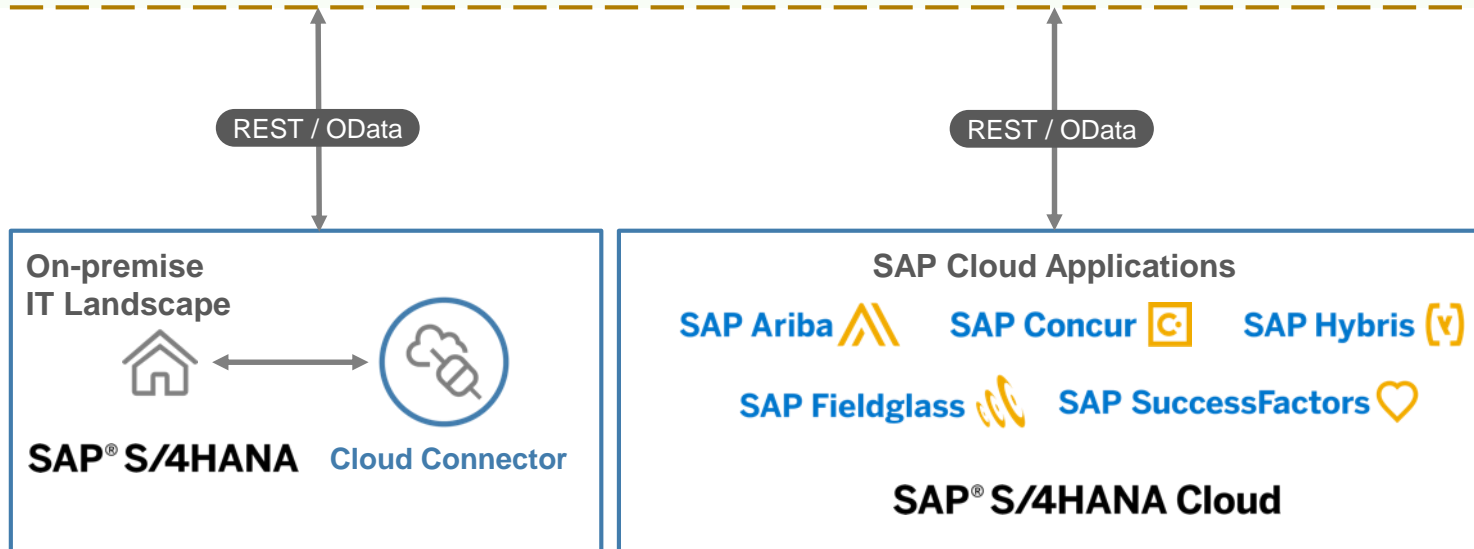 REST / OData
REST / OData
On-premise
IT Landscape
SAP® S/4HANA
Cloud Connector
SAP Cloud Applications
SAP Ariba
SAP Concur
SAP Hybris
SAP Fieldglass
SAP SuccessFactors
SAP® S/4HANA Cloud